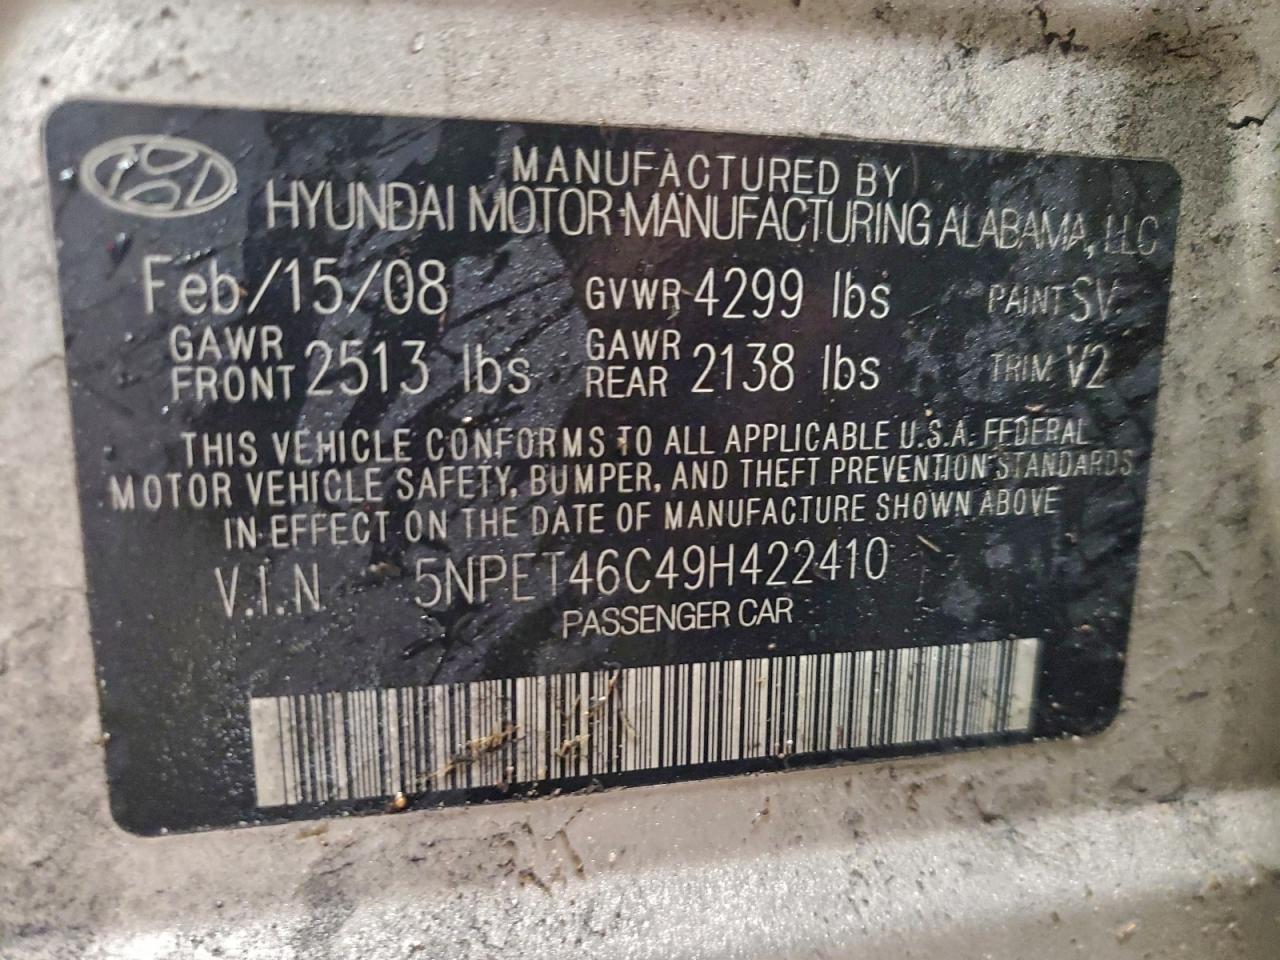 MANUFACTURED BY
HYUNDAI MOTOR MANUFACTURING ALABAMA, LLC
Feb/15/08 GVWR 4299 lbs PAINT SV
GAWR FRONT 2513 lbs GAWR REAR 2138 lbs TRIM V2
THIS VEHICLE CONFORMS TO ALL APPLICABLE U.S.A. FEDERAL
MOTOR VEHICLE SAFETY, BUMPER, AND THEFT PREVENTION STANDARDS
IN EFFECT ON THE DATE OF MANUFACTURE SHOWN ABOVE
V.I.N 5NPET46C49H422410
PASSENGER CAR